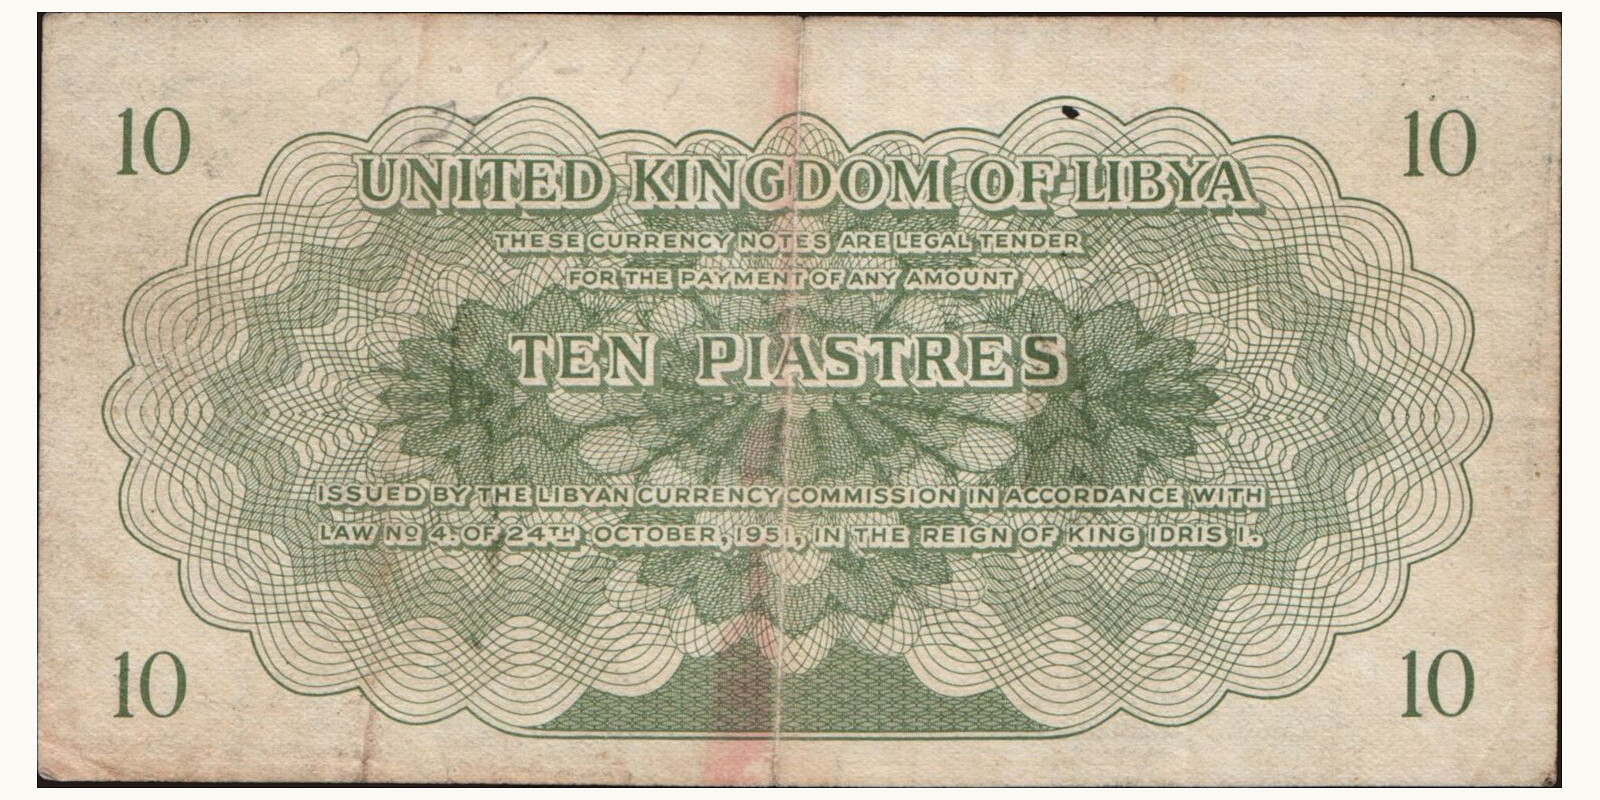 10 10
UNITED KINGDOM OF LIBYA
THESE CURRENCY NOTES ARE LEGAL TENDER
FOR THE PAYMENT OF ANY AMOUNT
TEN PIASTRES
ISSUED BY THE LIBYAN CURRENCY COMMISSION IN ACCORDANCE WITH
LAW Nº 4. OF 24TH OCTOBER, 1951, IN THE REIGN OF KING IDRIS I.
10 10